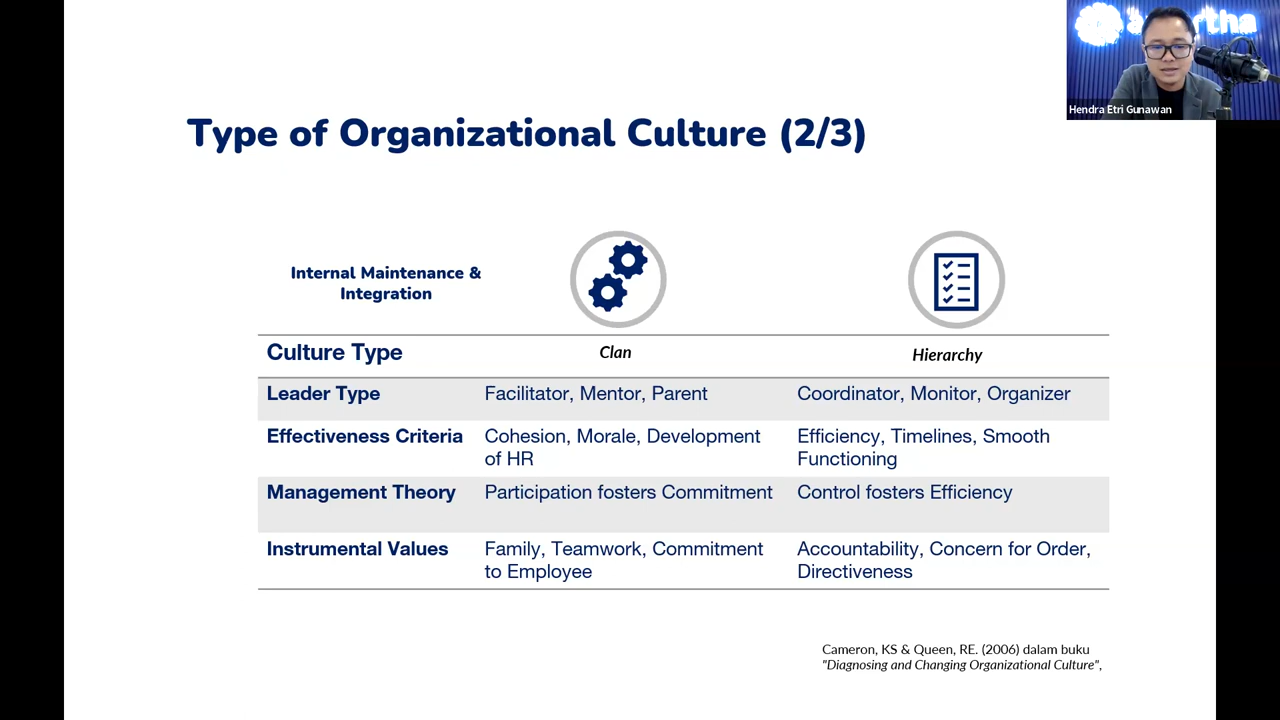 Hendra Etri Gunawan
Type of Organizational Culture (2/3)
Internal Maintenance &
Integration
Culture Type Clan Hierarchy
Leader Type Facilitator, Mentor, Parent Coordinator, Monitor, Organizer
Effectiveness Criteria Cohesion, Morale, Development Efficiency, Timelines, Smooth
of HR Functioning
Management Theory Participation fosters Commitment Control fosters Efficiency
Instrumental Values Family, Teamwork, Commitment Accountability, Concern for Order,
to Employee Directiveness
Cameron, KS & Queen, RE. (2006) dalam buku
"Diagnosing and Changing Organizational Culture",